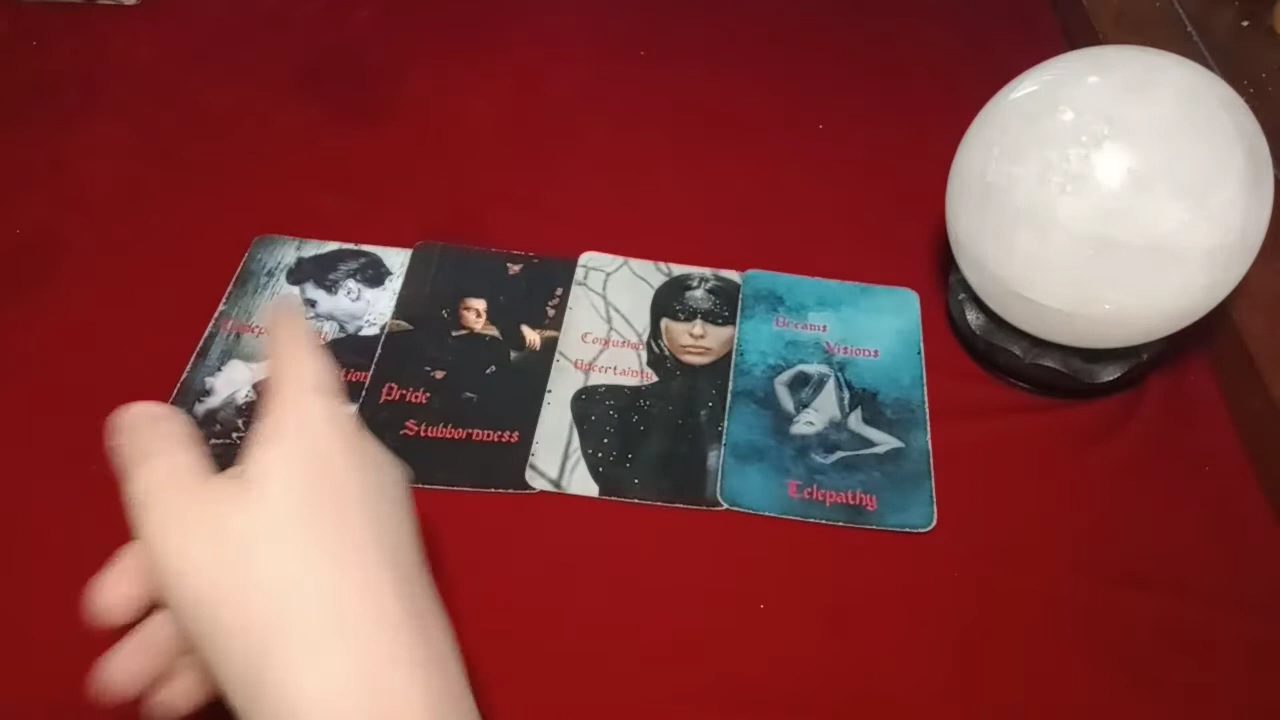 Pride
Stubbornness
Confusion
Uncertainty
Dreams
Visions
Telepathy